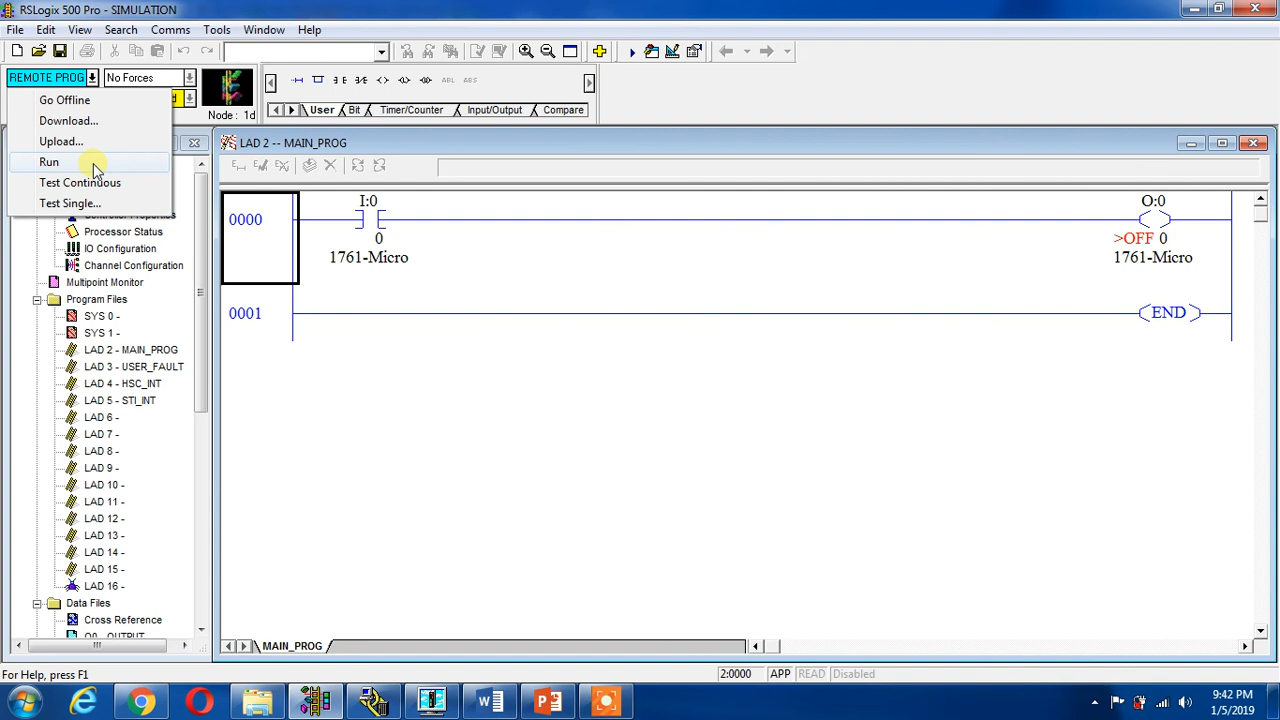 RSLogix 500 Pro - SIMULATION
File Edit View Search Comms Tools Window Help
REMOTE PROG
No Forces
ABL ABS
Node : 1d
User Bit Timer/Counter Input/Output Compare
Go Offline
Download...
Upload...
Run
Test Continuous
Test Single...
Processor Status
IO Configuration
Channel Configuration
Multipoint Monitor
Program Files
SYS 0 -
SYS 1 -
LAD 2 - MAIN_PROG
LAD 3 - USER_FAULT
LAD 4 - HSC_INT
LAD 5 - STI_INT
LAD 6 -
LAD 7 -
LAD 8 -
LAD 9 -
LAD 10 -
LAD 11 -
LAD 12 -
LAD 13 -
LAD 14 -
LAD 15 -
LAD 16 -
Data Files
Cross Reference
LAD 2 -- MAIN_PROG
0000
I:0
0
1761-Micro
O:0
>OFF 0
1761-Micro
0001
END
MAIN_PROG
For Help, press F1
2:0000 APP READ Disabled
9:42 PM
1/5/2019